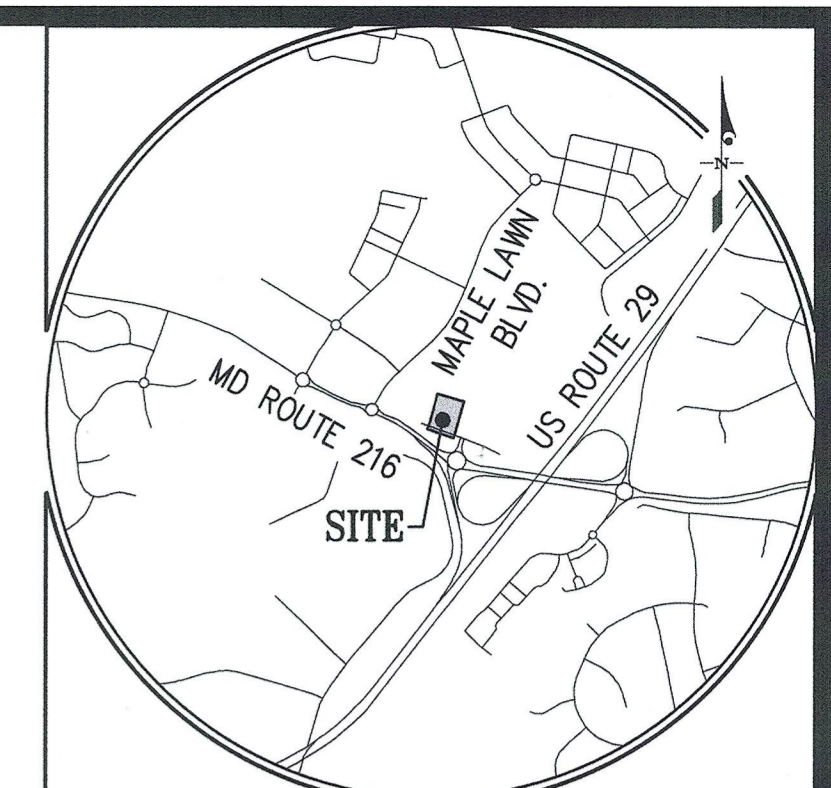 N
MAPLE LAWN
BLVD.
US ROUTE 29
MD ROUTE 216
SITE